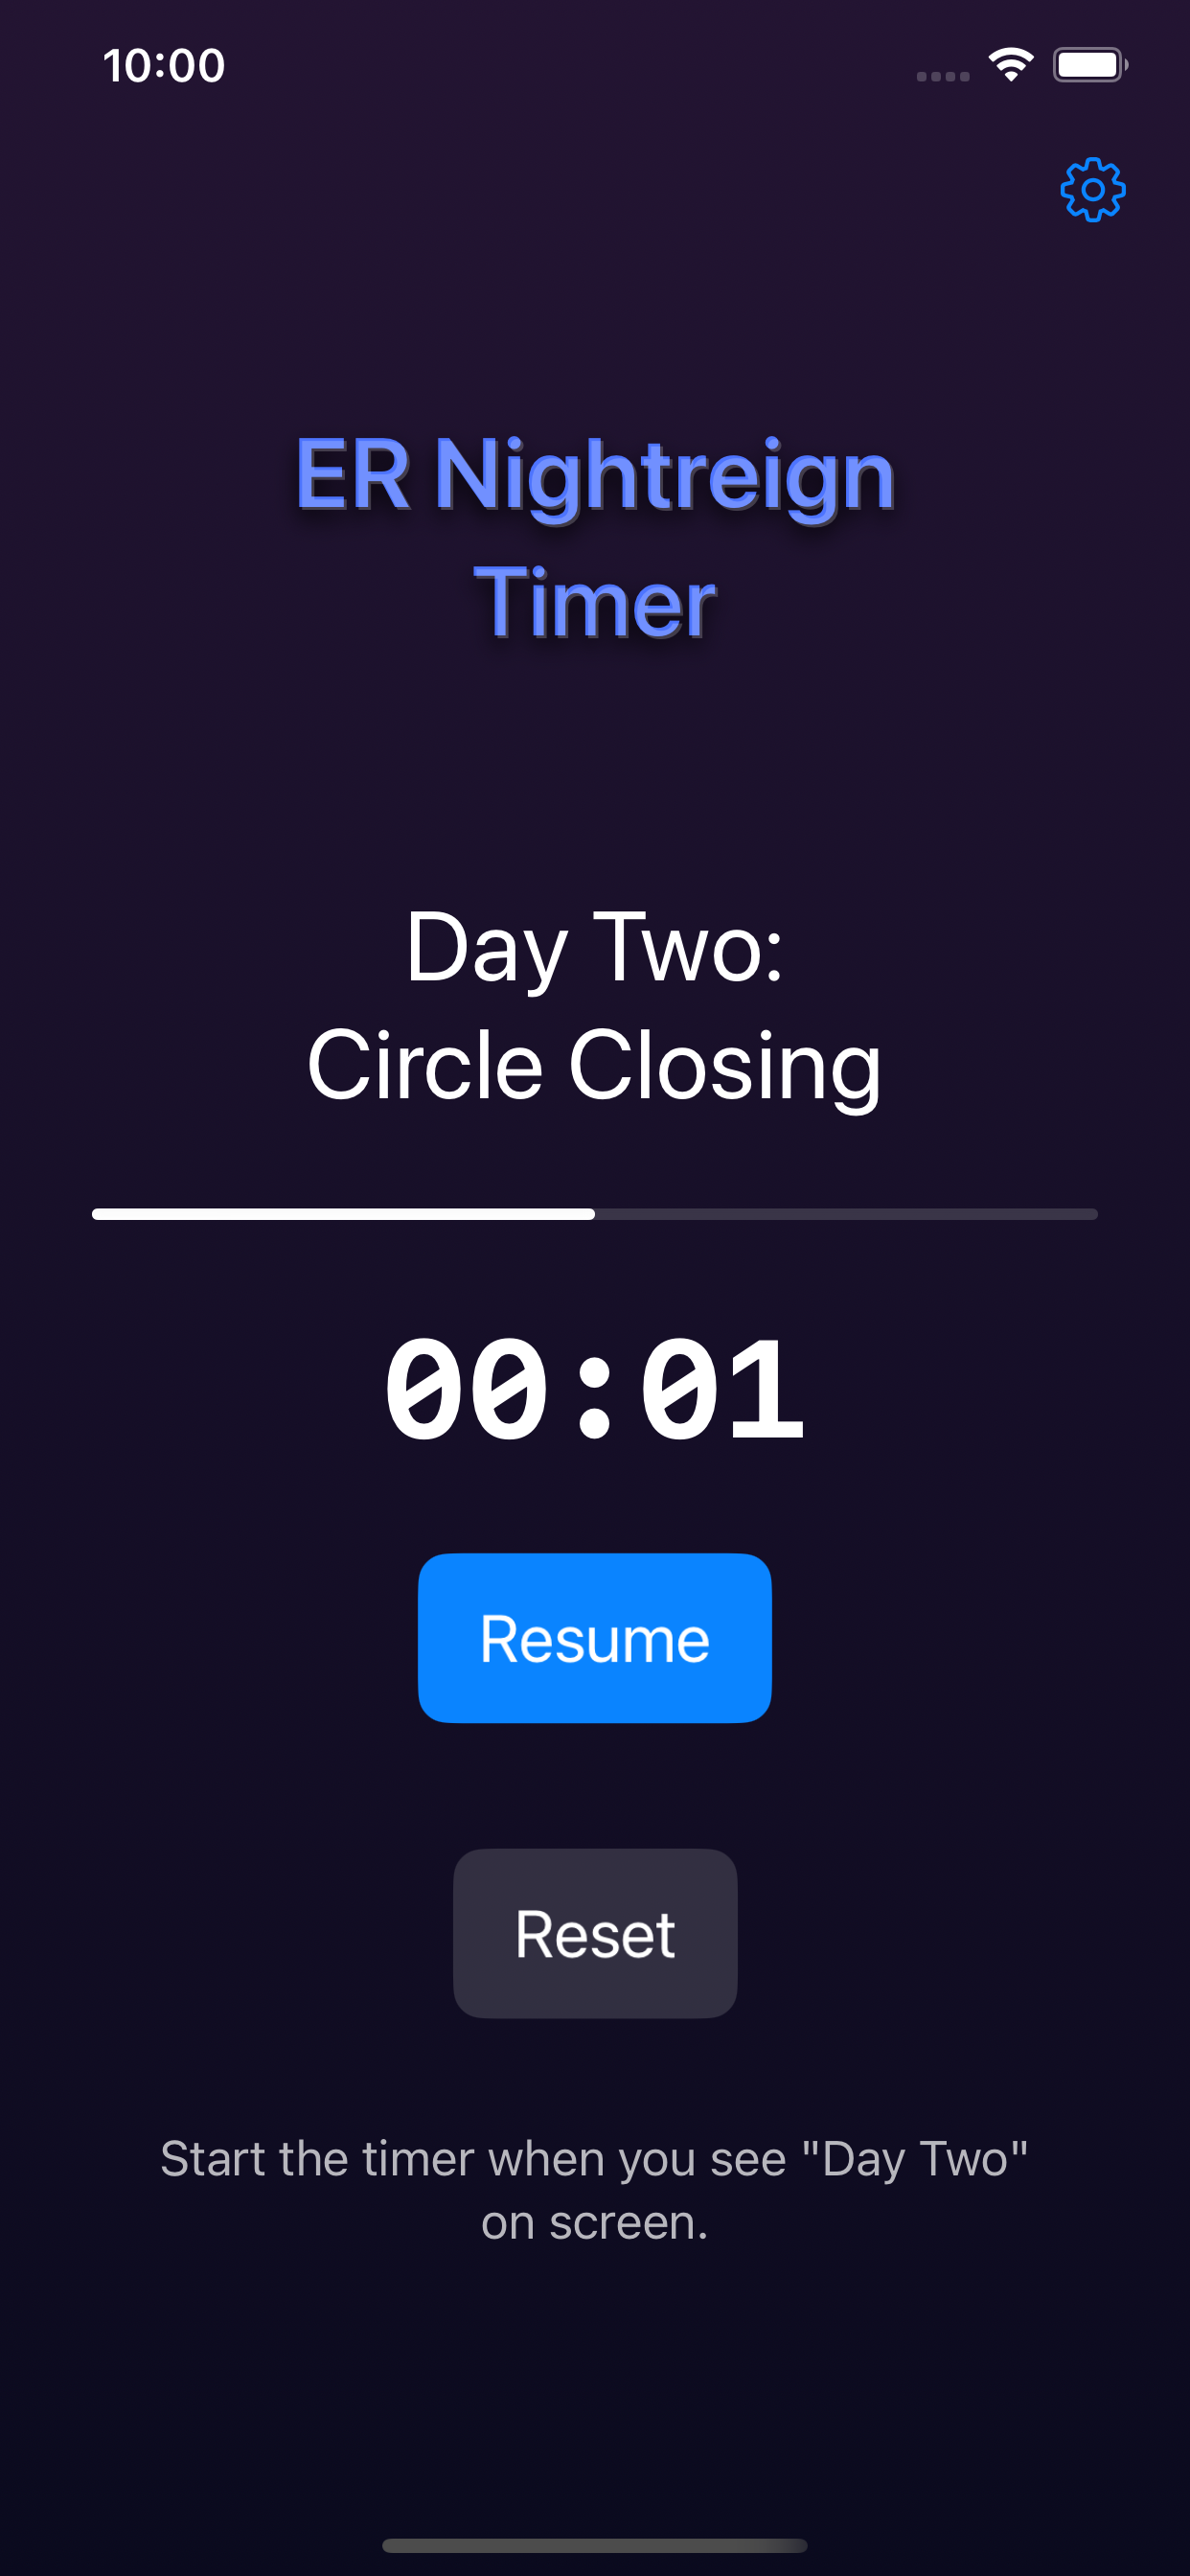 10:00
ER Nightreign
Timer
Day Two:
Circle Closing
00:01
Resume
Reset
Start the timer when you see "Day Two"
on screen.